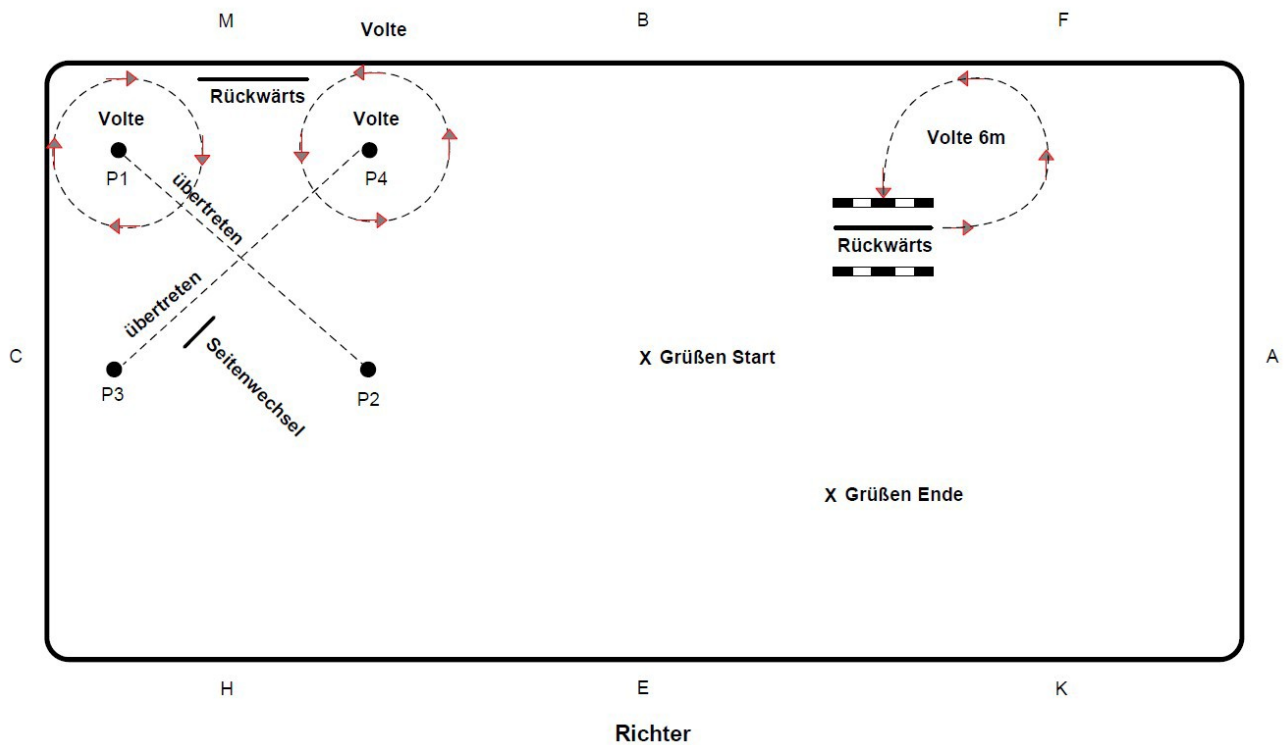 M
B
F
Volte
Rückwärts
Volte
Volte
Volte 6m
P1
P4
übertreten
Rückwärts
übertreten
Seitenwechsel
C
X Grüßen Start
A
P3
P2
X Grüßen Ende
H
E
K
Richter